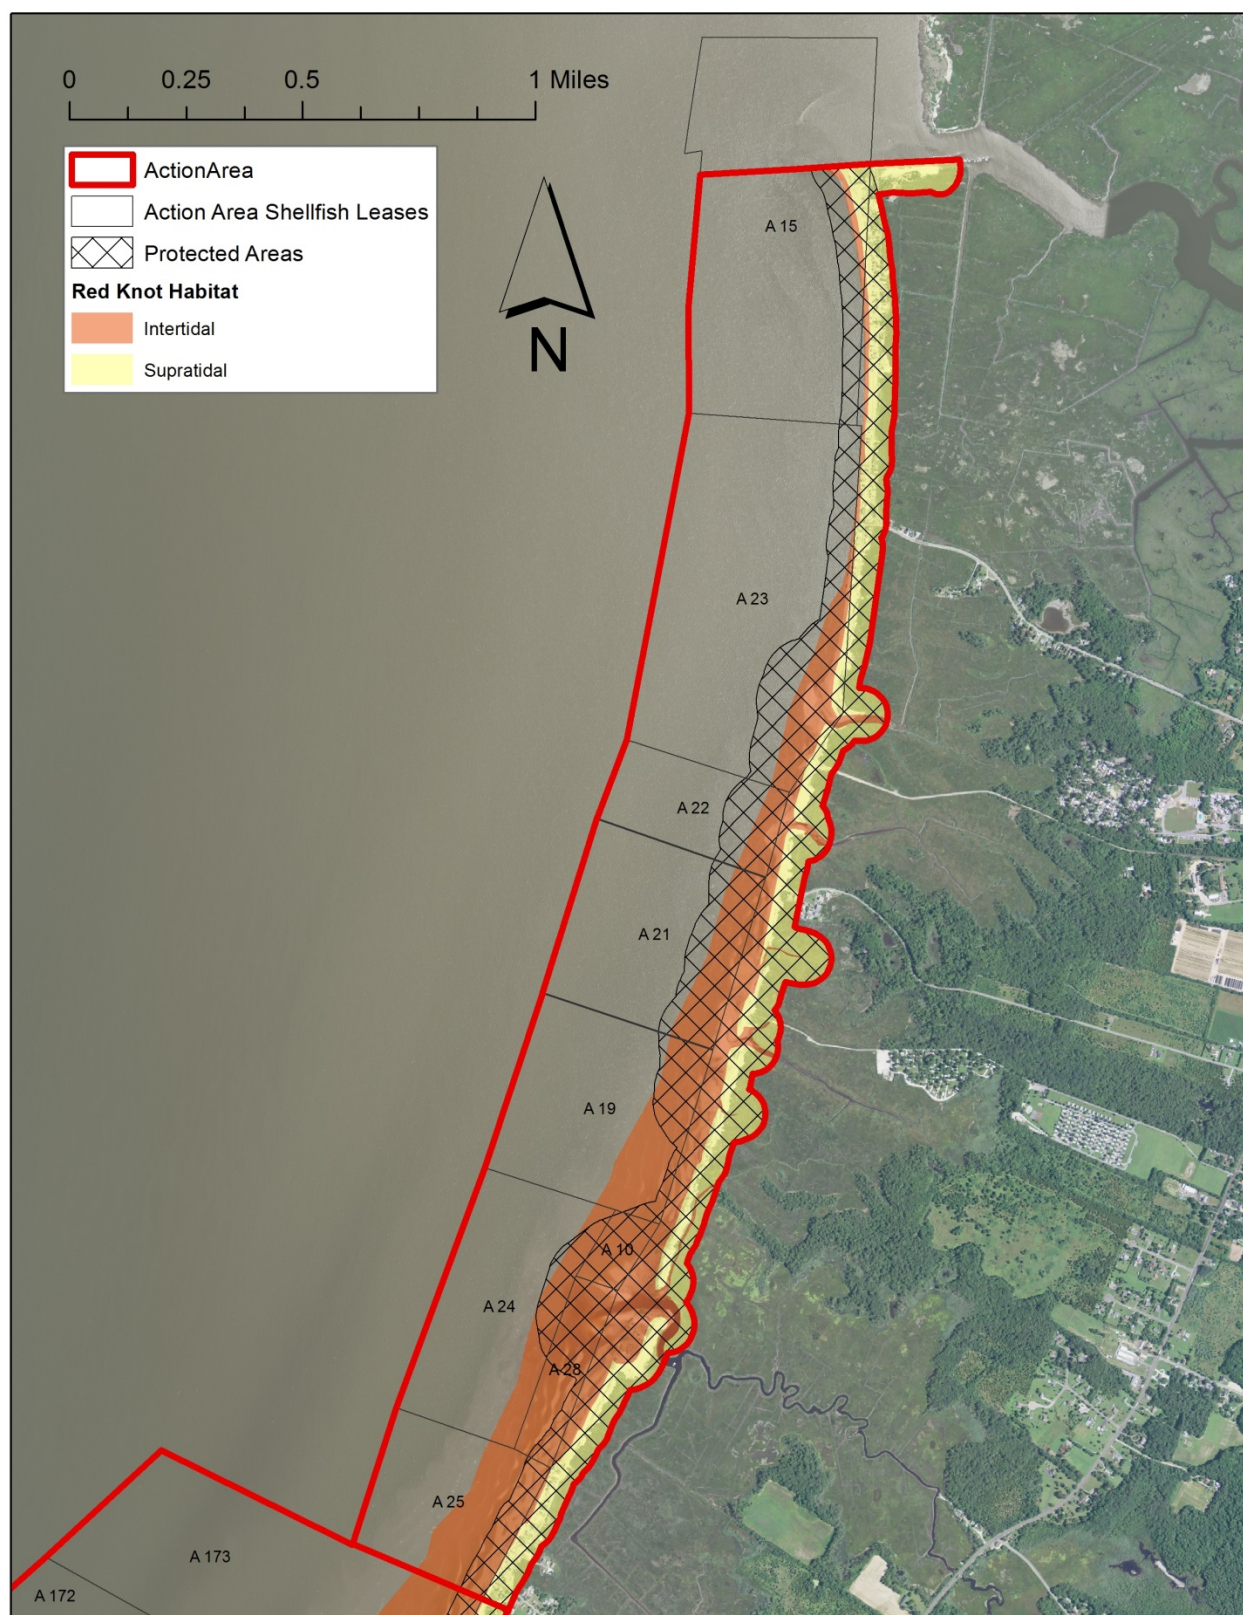 0 0.25 0.5 1 Miles
ActionArea
Action Area Shellfish Leases
Protected Areas
Red Knot Habitat
Intertidal
Supratidal
N
A 15
A 23
A 22
A 21
A 19
A 10
A 24
A 28
A 25
A 173
A 172